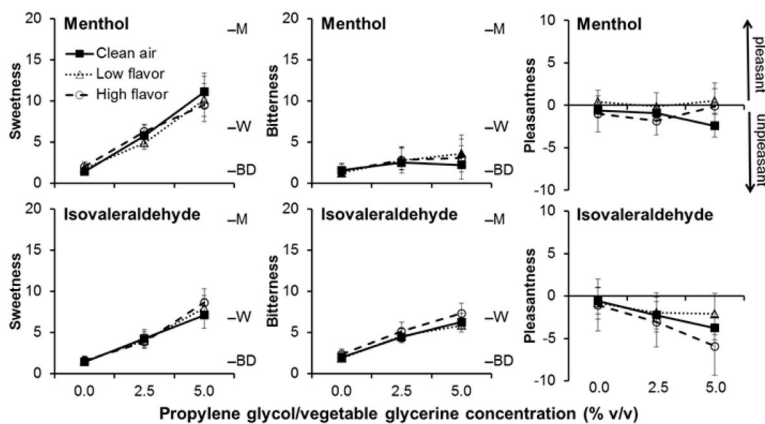 Menthol
–M
Clean air
Low flavor
High flavor
–W
–BD
20
15
10
5
0
Sweetness
Menthol
–M
–W
–BD
20
15
10
5
0
Bitterness
Menthol
10
5
0
-5
-10
Pleasantness
pleasant
unpleasant
Isovaleraldehyde
–M
–W
–BD
20
15
10
5
0
Sweetness
0.0 2.5 5.0
Isovaleraldehyde
–M
–W
–BD
20
15
10
5
0
Bitterness
0.0 2.5 5.0
Isovaleraldehyde
10
5
0
-5
-10
Pleasantness
0.0 2.5 5.0
Propylene glycol/vegetable glycerine concentration (% v/v)